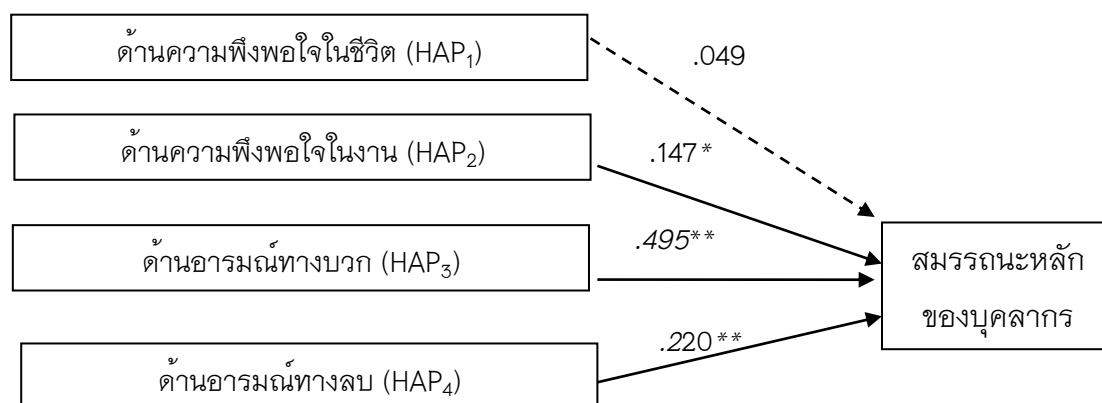 ด้านความพึงพอใจในชีวิต (HAP₁)
.049
ด้านความพึงพอใจในงาน (HAP₂)
.147*
ด้านอารมณ์ทางบวก (HAP₃)
.495**
สมรรถนะหลัก
ของบุคลากร
ด้านอารมณ์ทางลบ (HAP₄)
.220**